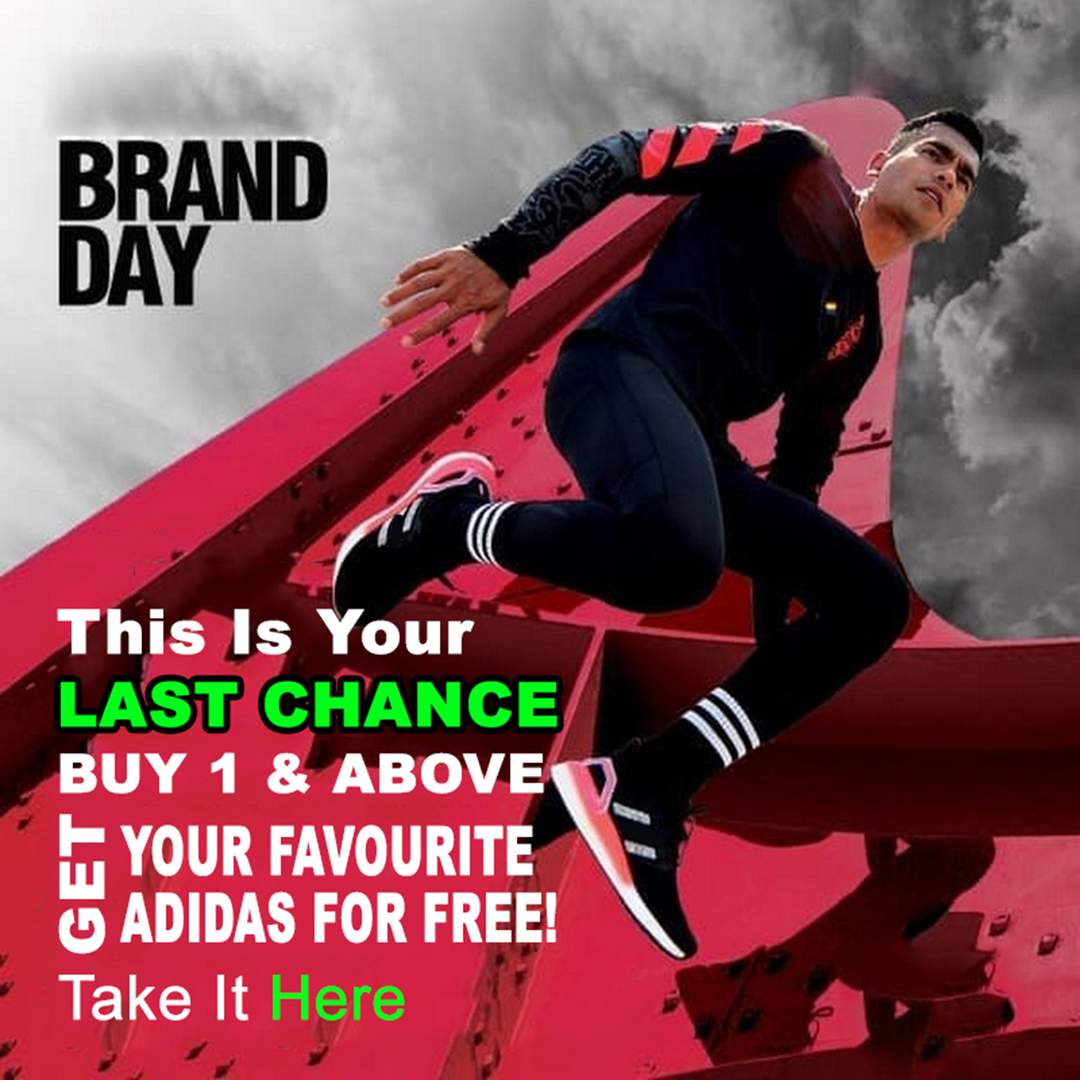 BRAND
DAY
This Is Your
LAST CHANCE
BUY 1 & ABOVE
GET
YOUR FAVOURITE
ADIDAS FOR FREE!
Take It Here